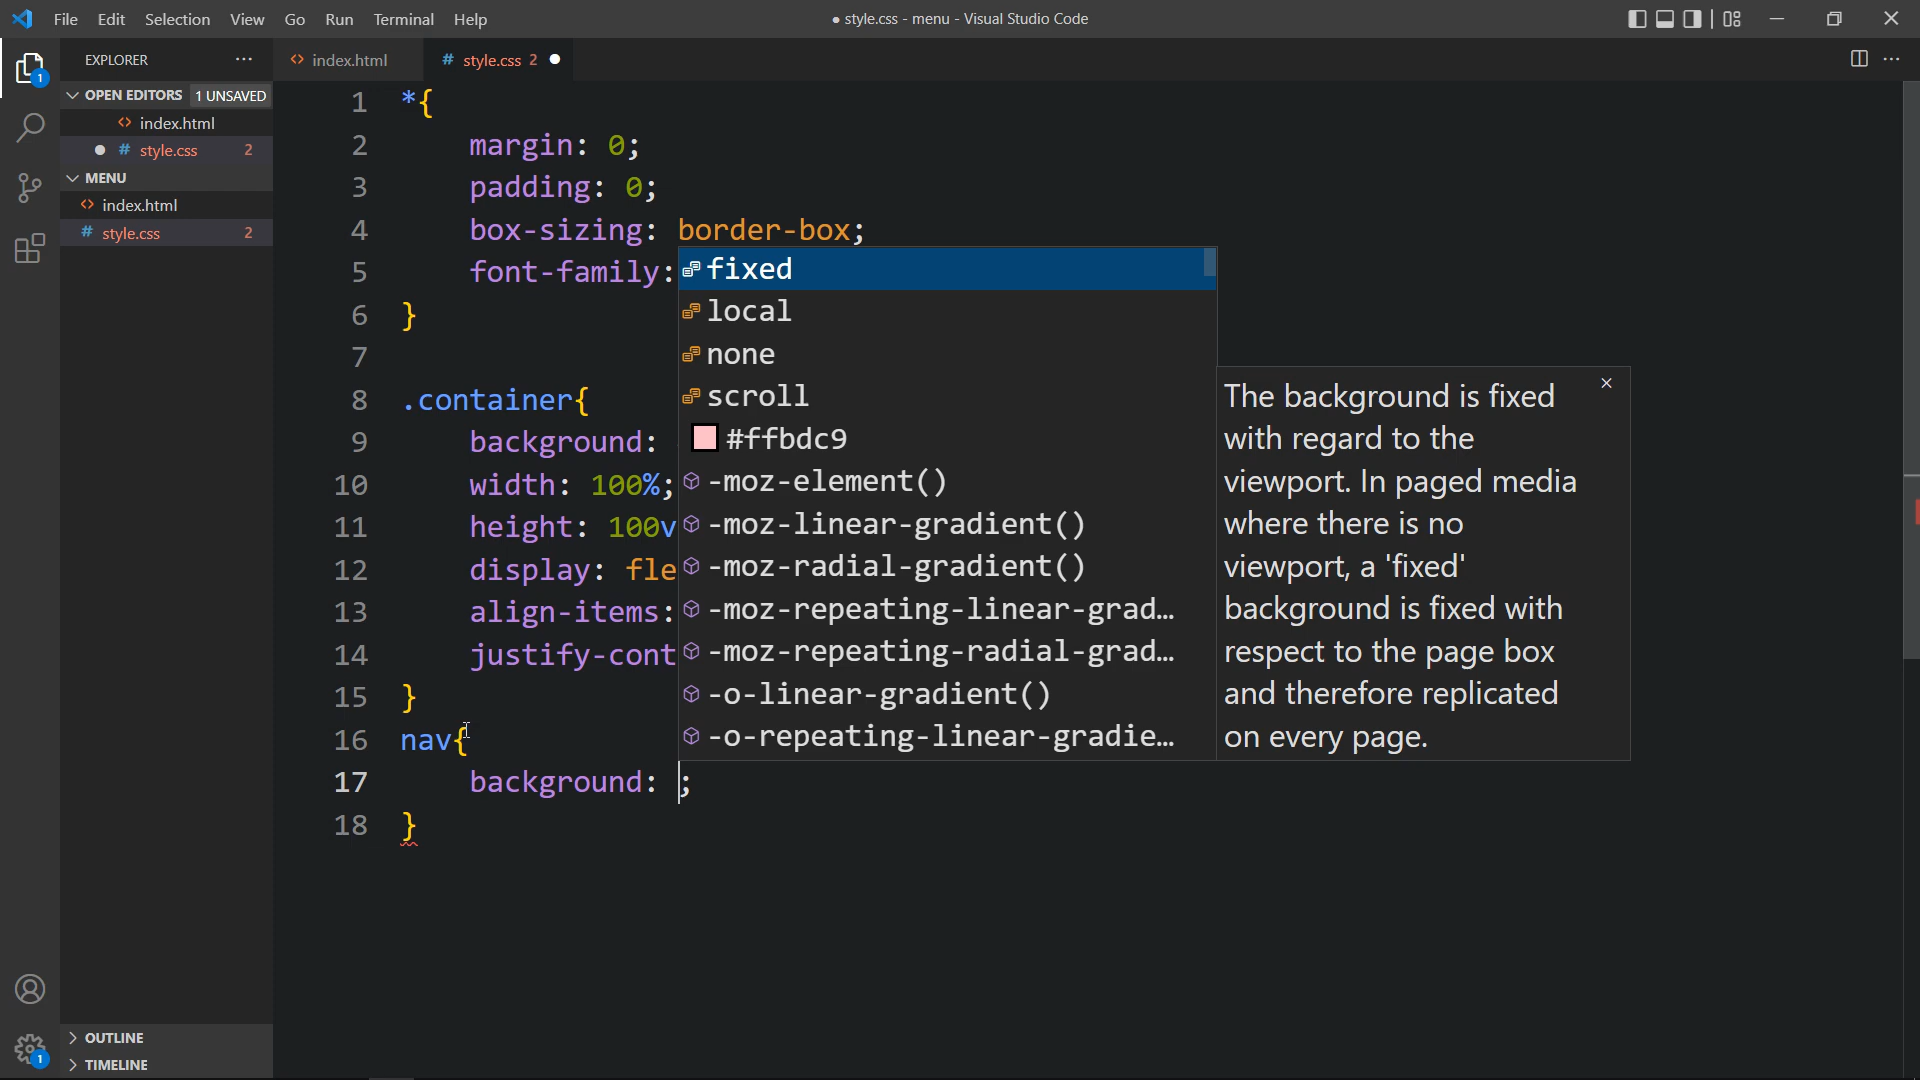 File Edit Selection View Go Run Terminal Help
● style.css - menu - Visual Studio Code
EXPLORER
OPEN EDITORS 1 UNSAVED
<> index.html
● # style.css 2
MENU
<> index.html
# style.css 2
OUTLINE
TIMELINE
1
1
<> index.html # style.css 2 ●
1 *{
2 margin: 0;
3 padding: 0;
4 box-sizing: border-box;
5 font-family:
6 }
7
8 .container{
9 background:
10 width: 100%;
11 height: 100v
12 display: fle
13 align-items:
14 justify-cont
15 }
16 nav{
17 background: ;
18 }
fixed
local
none
scroll
#ffbdc9
-moz-element()
-moz-linear-gradient()
-moz-radial-gradient()
-moz-repeating-linear-grad…
-moz-repeating-radial-grad…
-o-linear-gradient()
-o-repeating-linear-gradie…
The background is fixed
with regard to the
viewport. In paged media
where there is no
viewport, a 'fixed'
background is fixed with
respect to the page box
and therefore replicated
on every page.